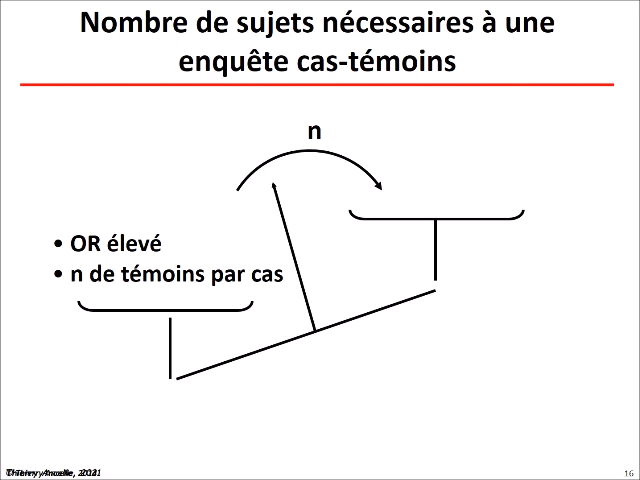 Nombre de sujets nécessaires à une
enquête cas-témoins
n
• OR élevé
• n de témoins par cas
16